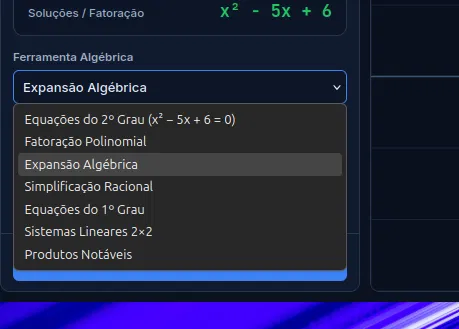 Soluções / Fatoração x² - 5x + 6
Ferramenta Algébrica
Expansão Algébrica
Equações do 2º Grau (x² – 5x + 6 = 0)
Fatoração Polinomial
Expansão Algébrica
Simplificação Racional
Equações do 1º Grau
Sistemas Lineares 2×2
Produtos Notáveis